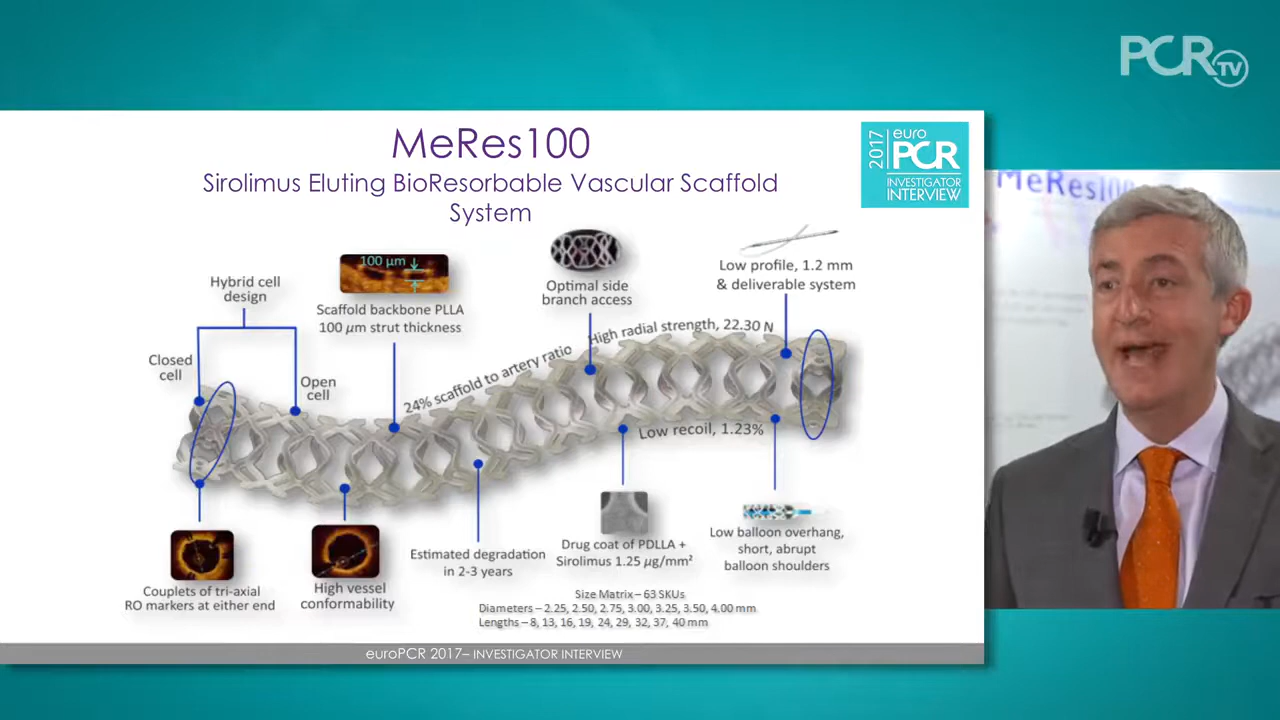 PCR TV
MeRes100
Sirolimus Eluting BioResorbable Vascular Scaffold
System
2017
euro
PCR
INVESTIGATOR
INTERVIEW
MeRes100
100 µm
Hybrid cell
design
Scaffold backbone PLLA
100 µm strut thickness
Optimal side
branch access
Low profile, 1.2 mm
& deliverable system
Closed
cell
Open
cell
24% scaffold to artery ratio
High radial strength, 22.30 N
Low recoil, 1.23%
Couplets of tri-axial
RO markers at either end
High vessel
conformability
Estimated degradation
in 2-3 years
Drug coat of PDLLA +
Sirolimus 1.25 µg/mm²
Low balloon overhang,
short, abrupt
balloon shoulders
Size Matrix – 63 SKUs
Diameters – 2.25, 2.50, 2.75, 3.00, 3.25, 3.50, 4.00 mm
Lengths – 8, 13, 16, 19, 24, 29, 32, 37, 40 mm
euroPCR 2017– INVESTIGATOR INTERVIEW